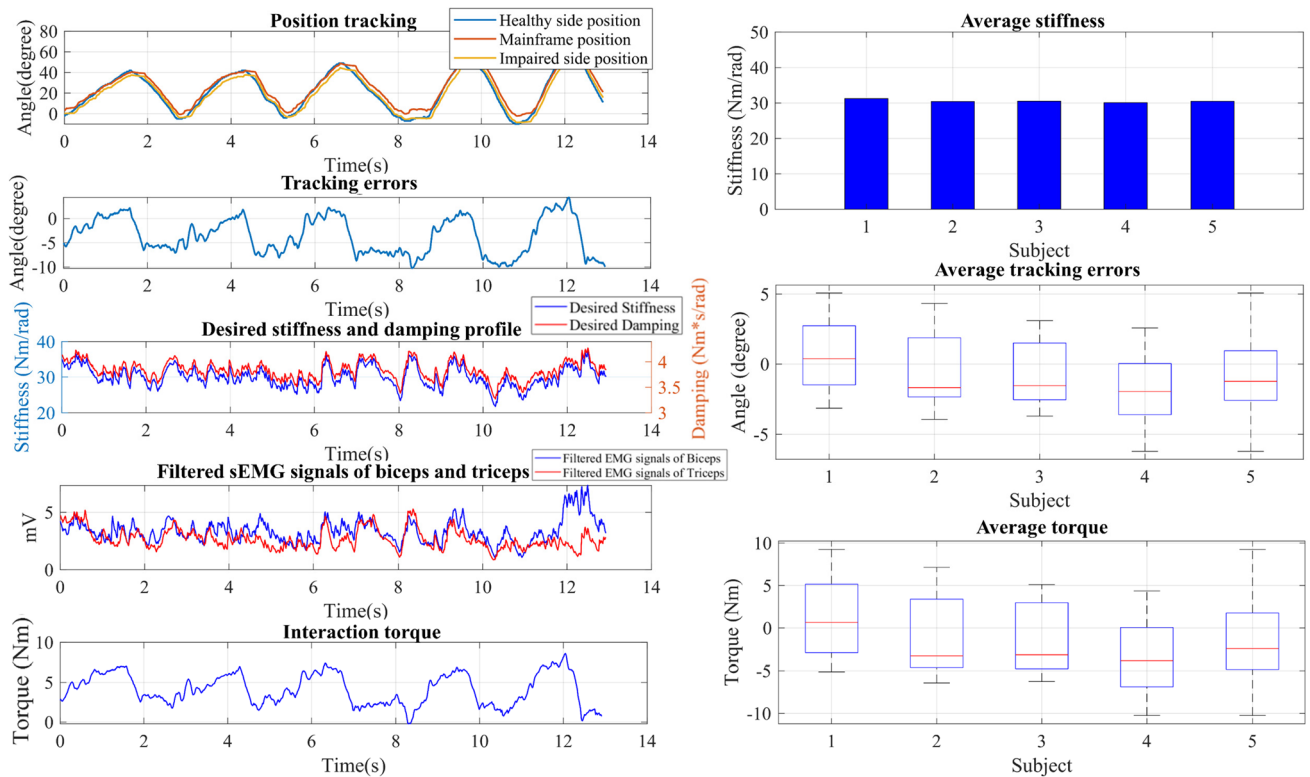 Position tracking
Healthy side position
Mainframe position
Impaired side position
Angle(degree)
80
60
40
20
0
0 2 4 6 8 10 12 14
Time(s)
Tracking errors
Angle(degree)
0
-5
-10
0 2 4 6 8 10 12 14
Time(s)
Desired Stiffness
Desired Damping
Desired stiffness and damping profile
Stiffness (Nm/rad)
40
30
20
Damping (Nm*s/rad)
4
3.5
3
0 2 4 6 8 10 12 14
Time(s)
Filtered EMG signals of Biceps
Filtered EMG signals of Triceps
Filtered sEMG signals of biceps and triceps
mV
5
0
0 2 4 6 8 10 12 14
Time(s)
Interaction torque
Torque (Nm)
10
5
0
0 2 4 6 8 10 12 14
Time(s)
Average stiffness
Stiffness (Nm/rad)
50
40
30
20
10
0
1 2 3 4 5
Subject
Average tracking errors
Angle (degree)
5
0
-5
1 2 3 4 5
Subject
Average torque
Torque (Nm)
10
5
0
-5
-10
1 2 3 4 5
Subject